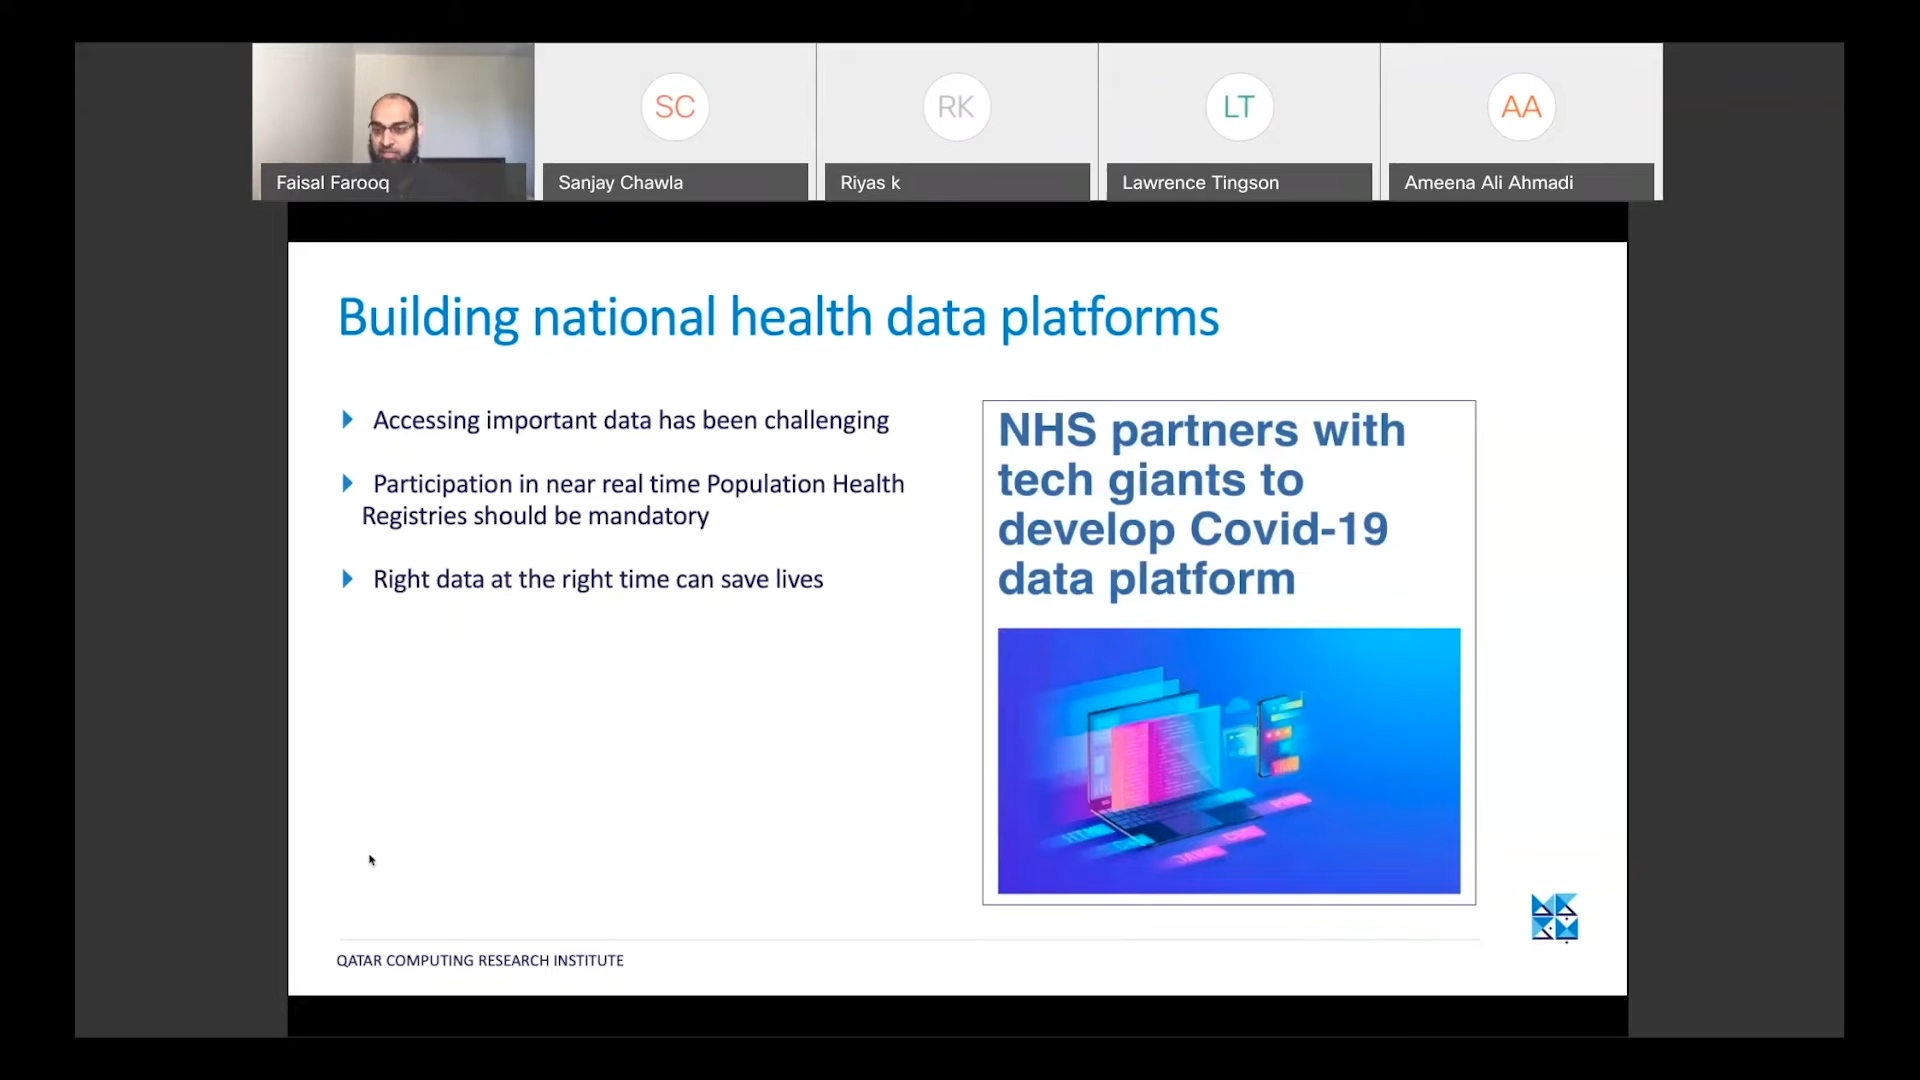 SC
RK
LT
AA
Faisal Farooq
Sanjay Chawla
Riyas k
Lawrence Tingson
Ameena Ali Ahmadi
Building national health data platforms
Accessing important data has been challenging
Participation in near real time Population Health
Registries should be mandatory
Right data at the right time can save lives
NHS partners with
tech giants to
develop Covid-19
data platform
QATAR COMPUTING RESEARCH INSTITUTE